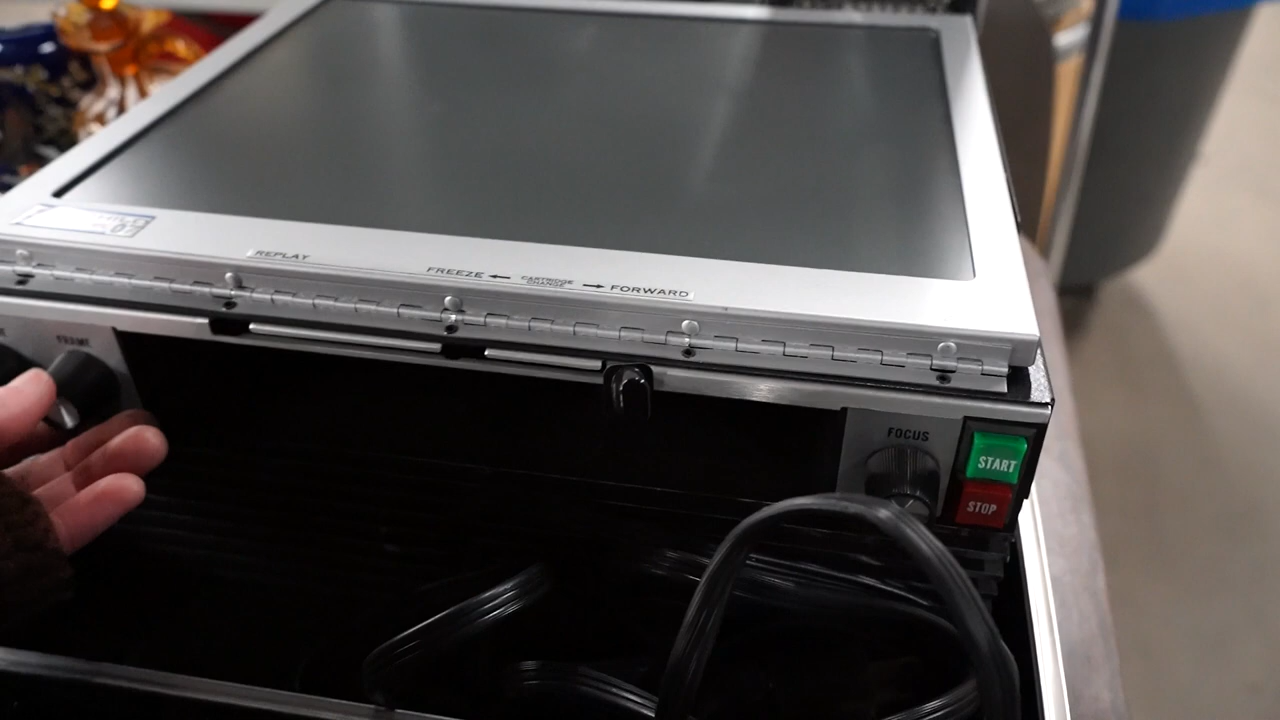 REPLAY
FREEZE ← CARTRIDGE CHANGE → FORWARD
FRAME
FOCUS
START
STOP